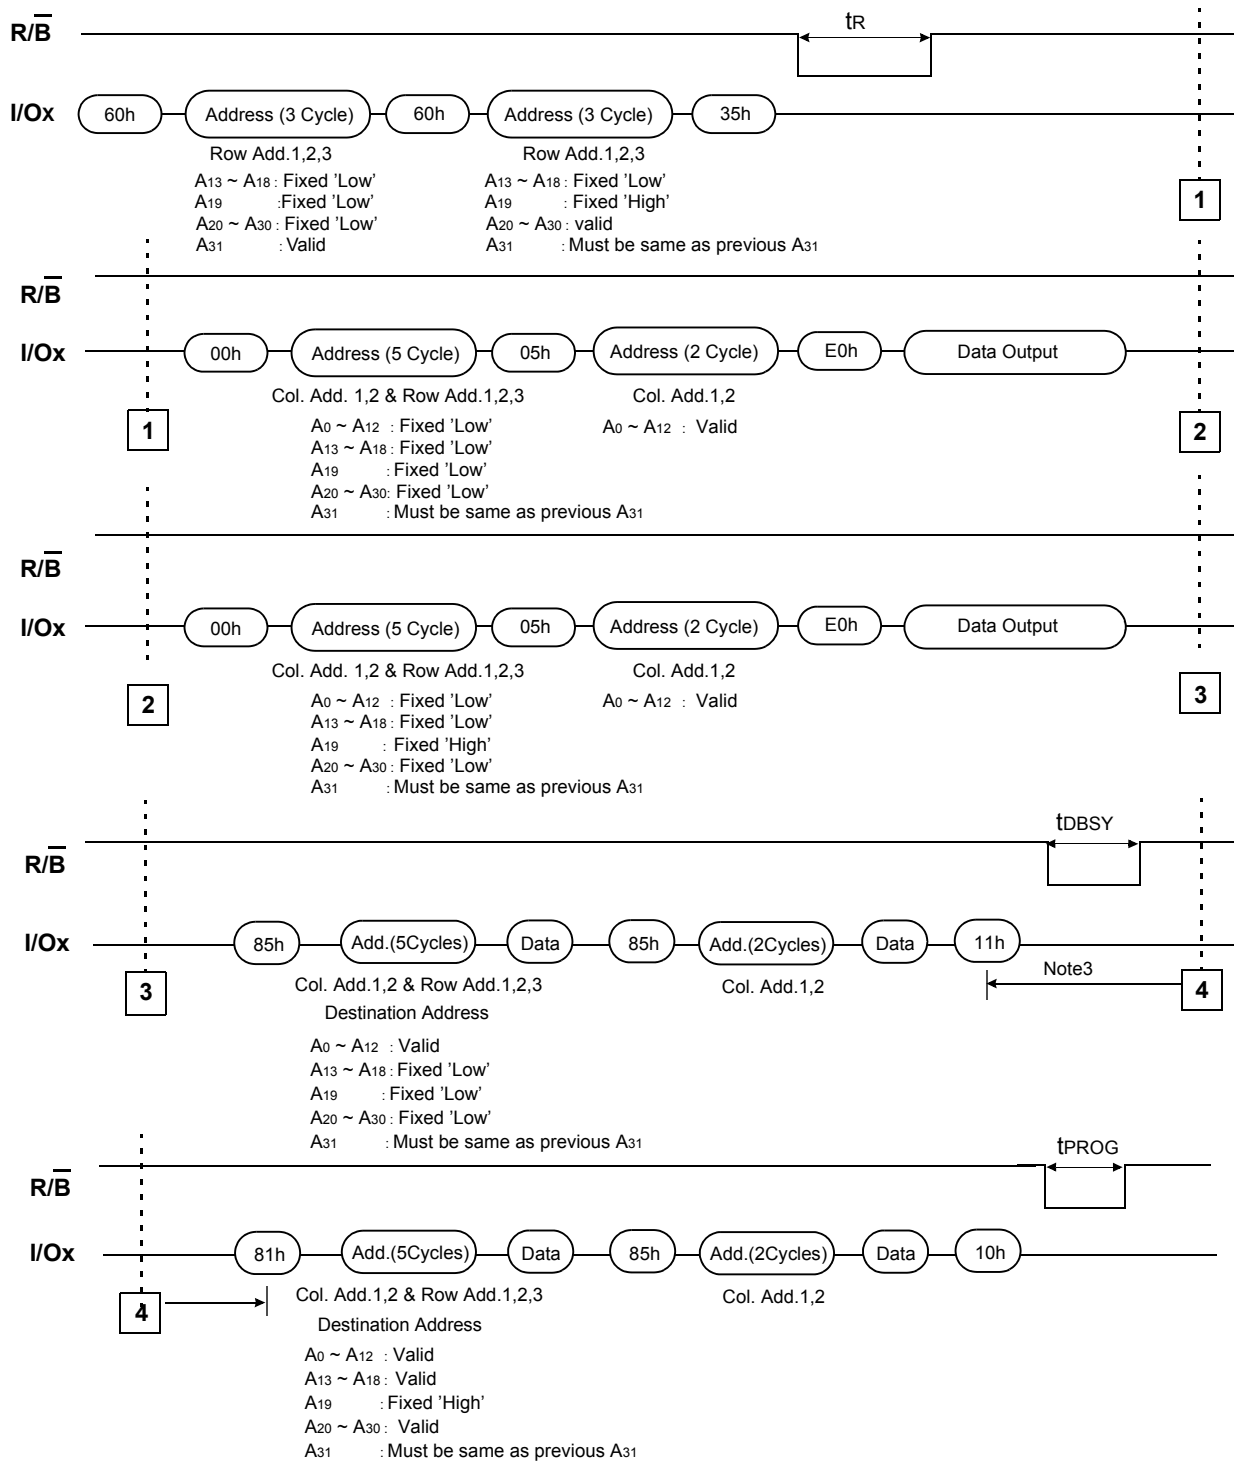 R/B tR
I/Ox 60h Address (3 Cycle) 60h Address (3 Cycle) 35h
Row Add.1,2,3 Row Add.1,2,3
A13 ~ A18 : Fixed 'Low' A13 ~ A18 : Fixed 'Low'
A19 :Fixed 'Low' A19 : Fixed 'High'
A20 ~ A30 : Fixed 'Low' A20 ~ A30 : valid
A31 : Valid A31 : Must be same as previous A31
1
R/B
I/Ox 00h Address (5 Cycle) 05h Address (2 Cycle) E0h Data Output
Col. Add. 1,2 & Row Add.1,2,3 Col. Add.1,2
1 A0 ~ A12 : Fixed 'Low' A0 ~ A12 : Valid 2
A13 ~ A18 : Fixed 'Low'
A19 : Fixed 'Low'
A20 ~ A30: Fixed 'Low'
A31 : Must be same as previous A31
R/B
I/Ox 00h Address (5 Cycle) 05h Address (2 Cycle) E0h Data Output
Col. Add. 1,2 & Row Add.1,2,3 Col. Add.1,2
2 A0 ~ A12 : Fixed 'Low' A0 ~ A12 : Valid 3
A13 ~ A18 : Fixed 'Low'
A19 : Fixed 'High'
A20 ~ A30 : Fixed 'Low'
A31 : Must be same as previous A31
R/B tDBSY
I/Ox 85h Add.(5Cycles) Data 85h Add.(2Cycles) Data 11h
3 Col. Add.1,2 & Row Add.1,2,3 Col. Add.1,2 Note3 4
Destination Address
A0 ~ A12 : Valid
A13 ~ A18 : Fixed 'Low'
A19 : Fixed 'Low'
A20 ~ A30 : Fixed 'Low'
A31 : Must be same as previous A31
R/B tPROG
I/Ox 81h Add.(5Cycles) Data 85h Add.(2Cycles) Data 10h
4 Col. Add.1,2 & Row Add.1,2,3 Col. Add.1,2
Destination Address
A0 ~ A12 : Valid
A13 ~ A18 : Valid
A19 : Fixed 'High'
A20 ~ A30 : Valid
A31 : Must be same as previous A31